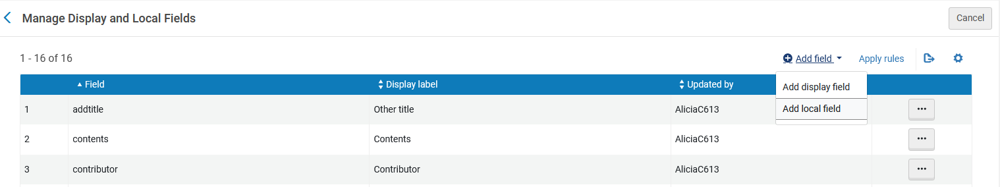 Manage Display and Local Fields
Cancel
1 - 16 of 16
Add field
Apply rules
Field
Display label
Updated by
Add display field
Add local field
1
addtitle
Other title
AliciaC613
2
contents
Contents
AliciaC613
3
contributor
Contributor
AliciaC613